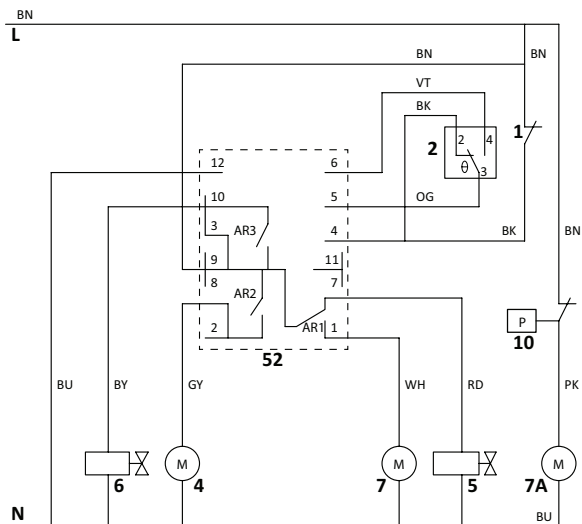 BN
L
BN
BN
VT
BK
1
2
2 4
θ
3
12
6
10
5
OG
3
AR3
4
BK
BN
9
11
8
7
AR2
P
2
AR1
1
10
52
BU
BY
GY
WH
RD
PK
M
M
M
6
4
7
5
7A
N
BU